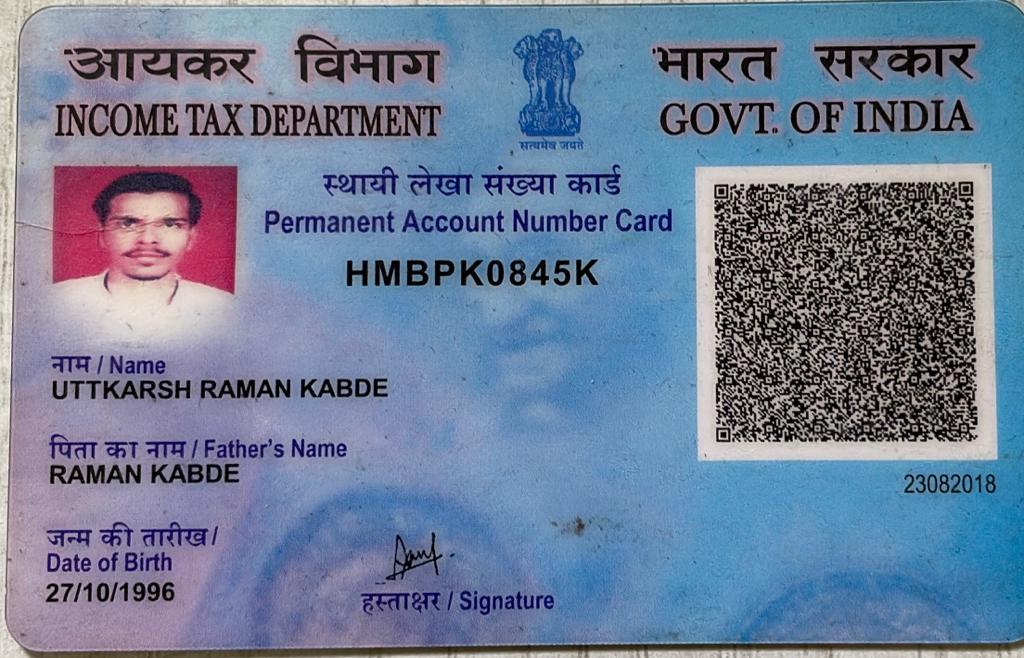 आयकर विभाग
INCOME TAX DEPARTMENT
सत्यमेव जयते
भारत सरकार
GOVT. OF INDIA
स्थायी लेखा संख्या कार्ड
Permanent Account Number Card
HMBPK0845K
नाम / Name
UTTKARSH RAMAN KABDE
पिता का नाम / Father's Name
RAMAN KABDE
23082018
जन्म की तारीख /
Date of Birth
27/10/1996
हस्ताक्षर / Signature